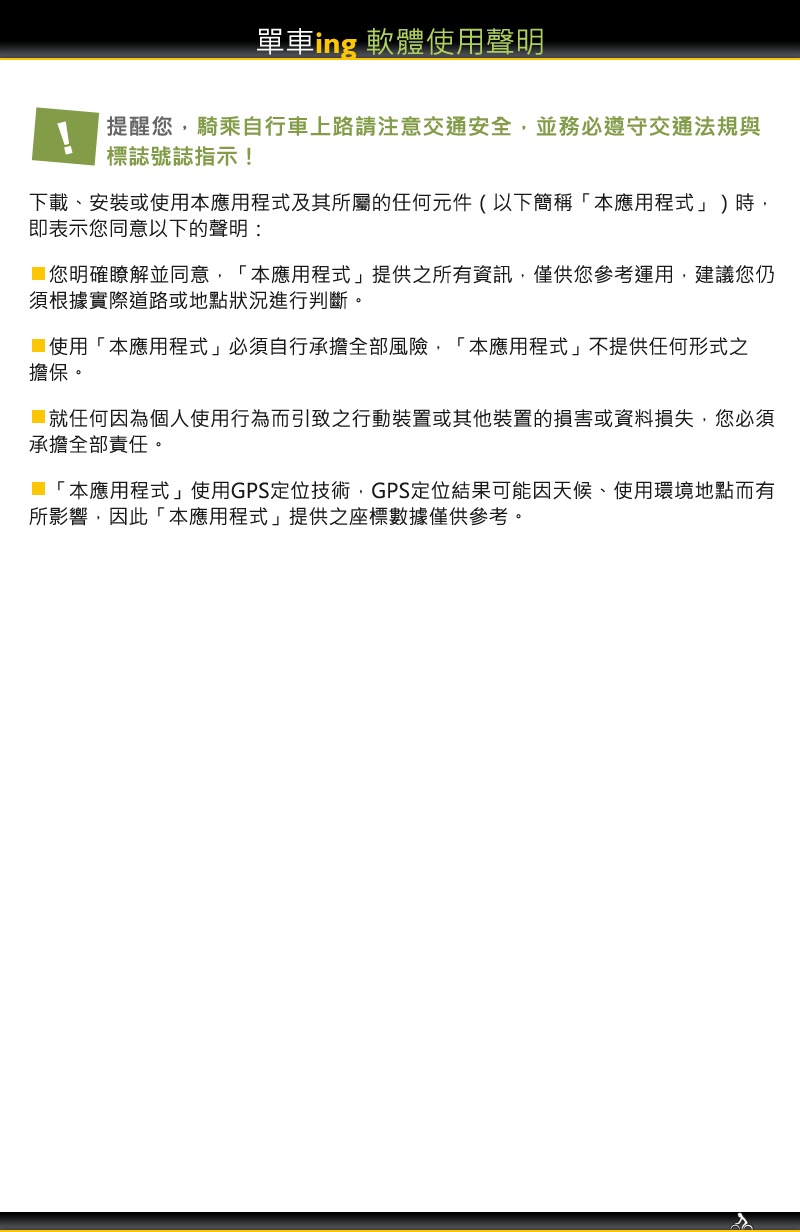 單車ing 軟體使用聲明
! 提醒您，騎乘自行車上路請注意交通安全，並務必遵守交通法規與
標誌號誌指示！
下載、安裝或使用本應用程式及其所屬的任何元件（以下簡稱「本應用程式」）時，
即表示您同意以下的聲明：
■您明確瞭解並同意，「本應用程式」提供之所有資訊，僅供您參考運用，建議您仍
須根據實際道路或地點狀況進行判斷。
■使用「本應用程式」必須自行承擔全部風險，「本應用程式」不提供任何形式之
擔保。
■就任何因為個人使用行為而引致之行動裝置或其他裝置的損害或資料損失，您必須
承擔全部責任。
■「本應用程式」使用GPS定位技術，GPS定位結果可能因天候、使用環境地點而有
所影響，因此「本應用程式」提供之座標數據僅供參考。